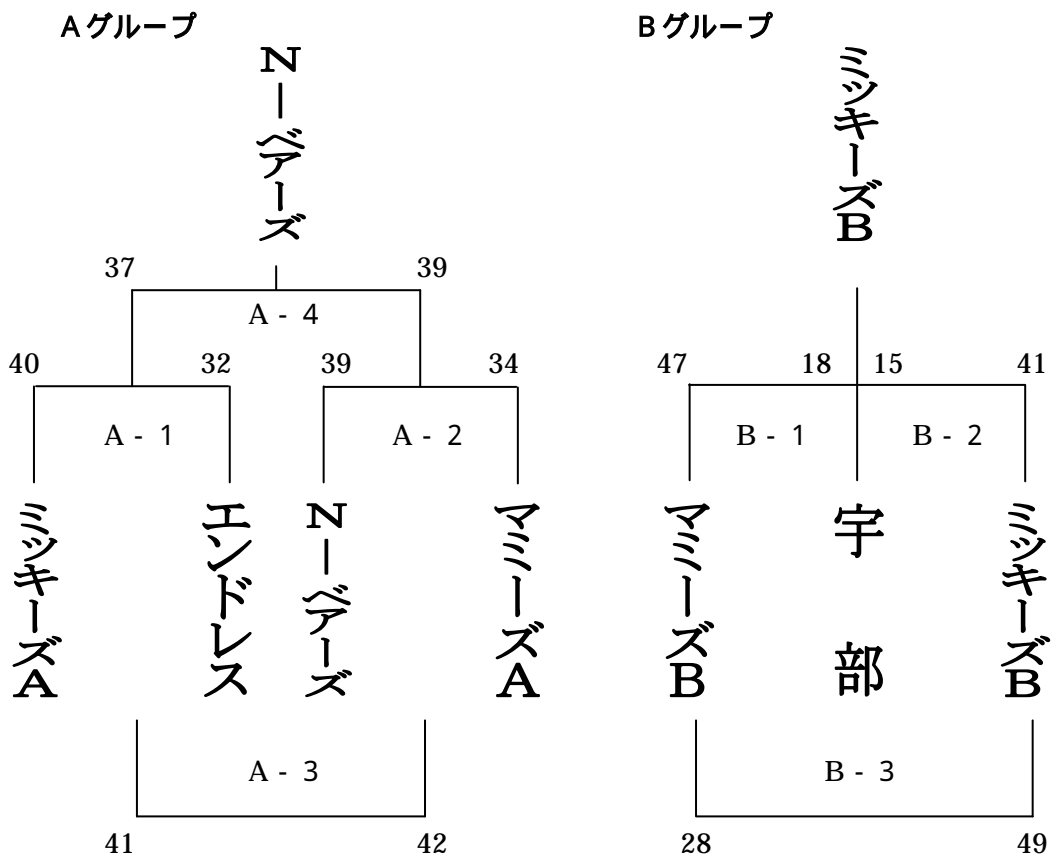 Aグループ
Nーベアーズ
37 39
A - 4
40 32 39 34
A - 1 A - 2
ミッキーズA
エンドレス
Nーベアーズ
マミーズA
A - 3
41 42
Bグループ
ミッキーズB
47 18 15 41
B - 1 B - 2
マミーズB
宇部
ミッキーズB
B - 3
28 49